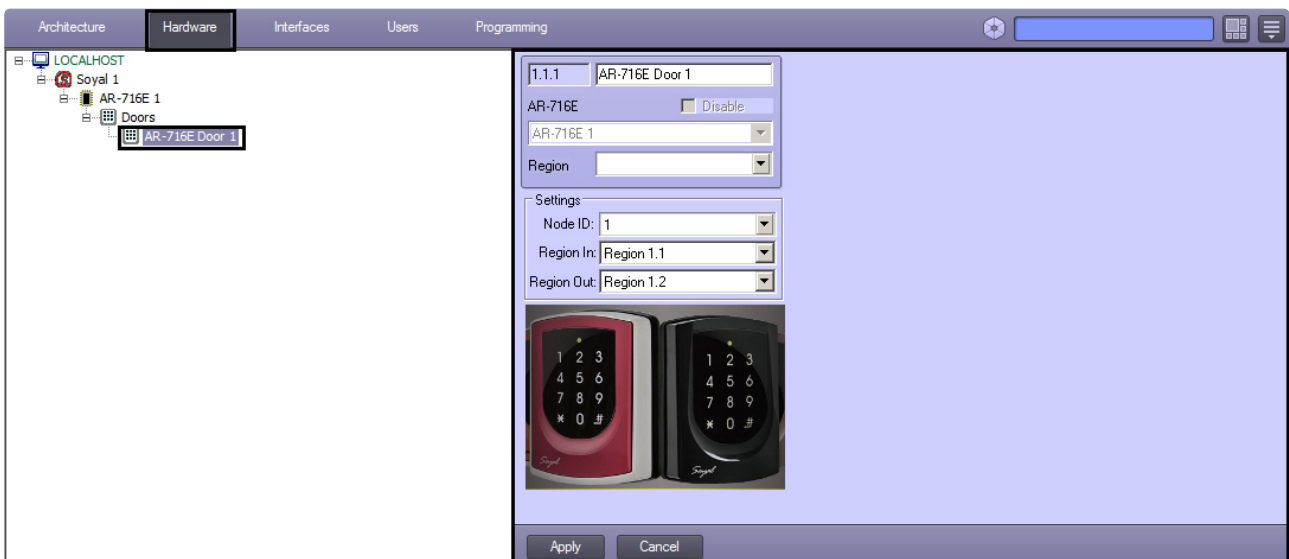 Architecture Hardware Interfaces Users Programming
LOCALHOST
Soyal 1
AR-716E 1
Doors
AR-716E Door 1
1.1.1 AR-716E Door 1
AR-716E Disable
AR-716E 1
Region
Settings
Node ID: 1
Region In: Region 1.1
Region Out: Region 1.2
1 2 3
4 5 6
7 8 9
* 0 #
Soyal
1 2 3
4 5 6
7 8 9
* 0 #
Soyal
Apply Cancel